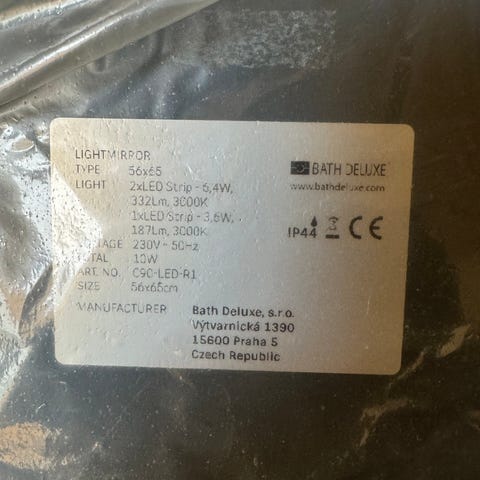 LIGHTMIRROR
TYPE 56x65
LIGHT 2xLED Strip - 6,4W,
332Lm, 3000K
1xLED Strip - 3,6W,
187Lm, 3000K
VOLTAGE 230V ~ 50Hz
TOTAL 10W
ART. NO. C90-LED-R1
SIZE 56x65cm
MANUFACTURER Bath Deluxe, s.r.o.
Výtvarnická 1390
15600 Praha 5
Czech Republic
BATH DELUXE
www.bathdeluxe.com
IP44 CE